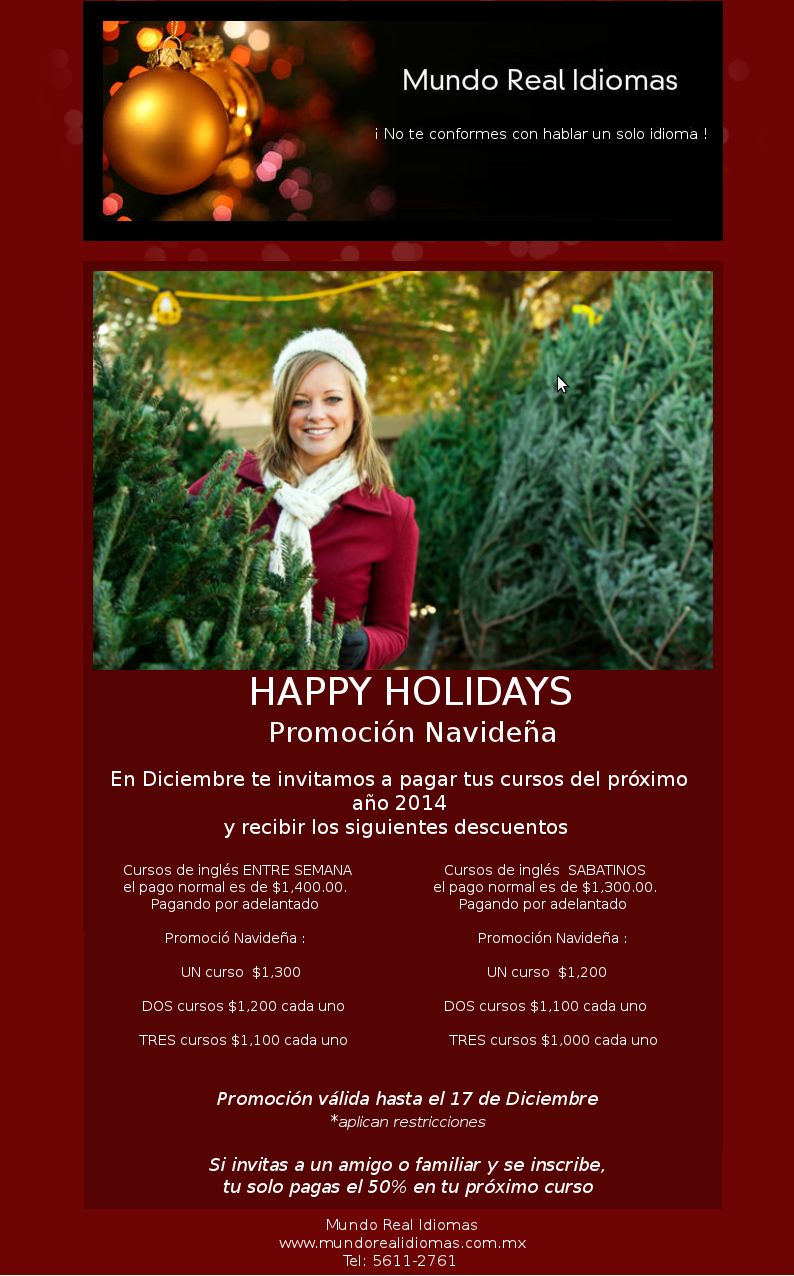 Mundo Real Idiomas
¡ No te conformes con hablar un solo idioma !
HAPPY HOLIDAYS
Promoción Navideña
En Diciembre te invitamos a pagar tus cursos del próximo
año 2014
y recibir los siguientes descuentos
Cursos de inglés ENTRE SEMANA
el pago normal es de $1,400.00.
Pagando por adelantado
Promoció Navideña :
UN curso $1,300
DOS cursos $1,200 cada uno
TRES cursos $1,100 cada uno
Cursos de inglés SABATINOS
el pago normal es de $1,300.00.
Pagando por adelantado
Promoción Navideña :
UN curso $1,200
DOS cursos $1,100 cada uno
TRES cursos $1,000 cada uno
Promoción válida hasta el 17 de Diciembre
*aplican restricciones
Si invitas a un amigo o familiar y se inscribe,
tu solo pagas el 50% en tu próximo curso
Mundo Real Idiomas
www.mundorealidiomas.com.mx
Tel: 5611-2761